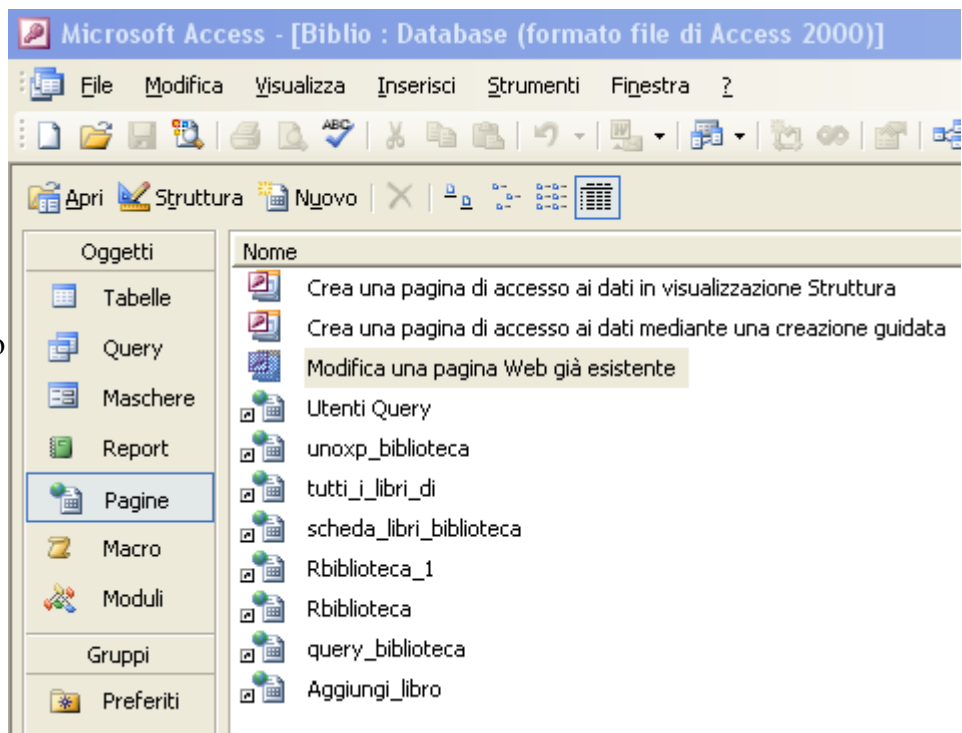 Microsoft Access - [Biblio : Database (formato file di Access 2000)]
File Modifica Visualizza Inserisci Strumenti Finestra ?
ABC
W
Apri Struttura Nuovo
Oggetti
Tabelle
Query
Maschere
Report
Pagine
Macro
Moduli
Gruppi
Preferiti
o
Nome
Crea una pagina di accesso ai dati in visualizzazione Struttura
Crea una pagina di accesso ai dati mediante una creazione guidata
Modifica una pagina Web già esistente
Utenti Query
unoxp_biblioteca
tutti_i_libri_di
scheda_libri_biblioteca
Rbiblioteca_1
Rbiblioteca
query_biblioteca
Aggiungi_libro